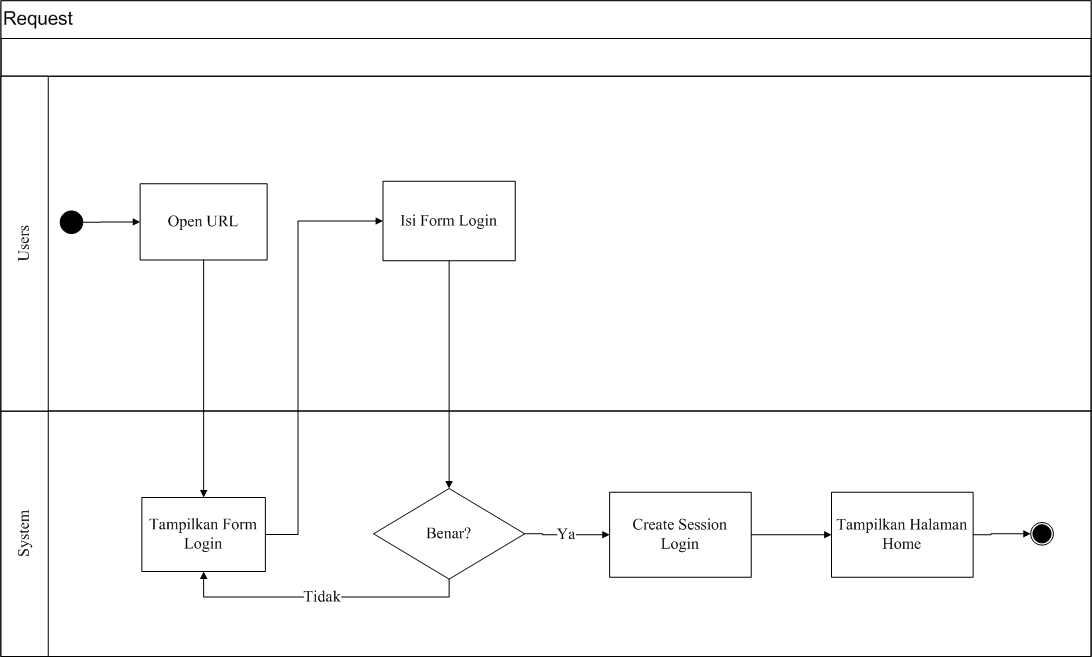 Request
Users
Open URL
Isi Form Login
System
Tampilkan Form
Login
Benar?
Ya
Create Session
Login
Tampilkan Halaman
Home
Tidak